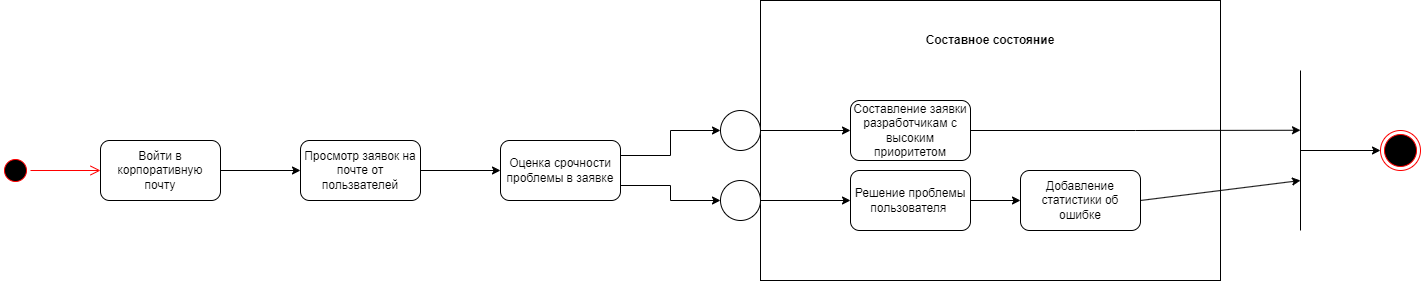 Составное состояние
Составление заявки
разработчикам с
высоким
приоритетом
Войти в
корпоративную
почту
Просмотр заявок на
почте от
пользвателей
Оценка срочности
проблемы в заявке
Решение проблемы
пользователя
Добавление
статистики об
ошибке